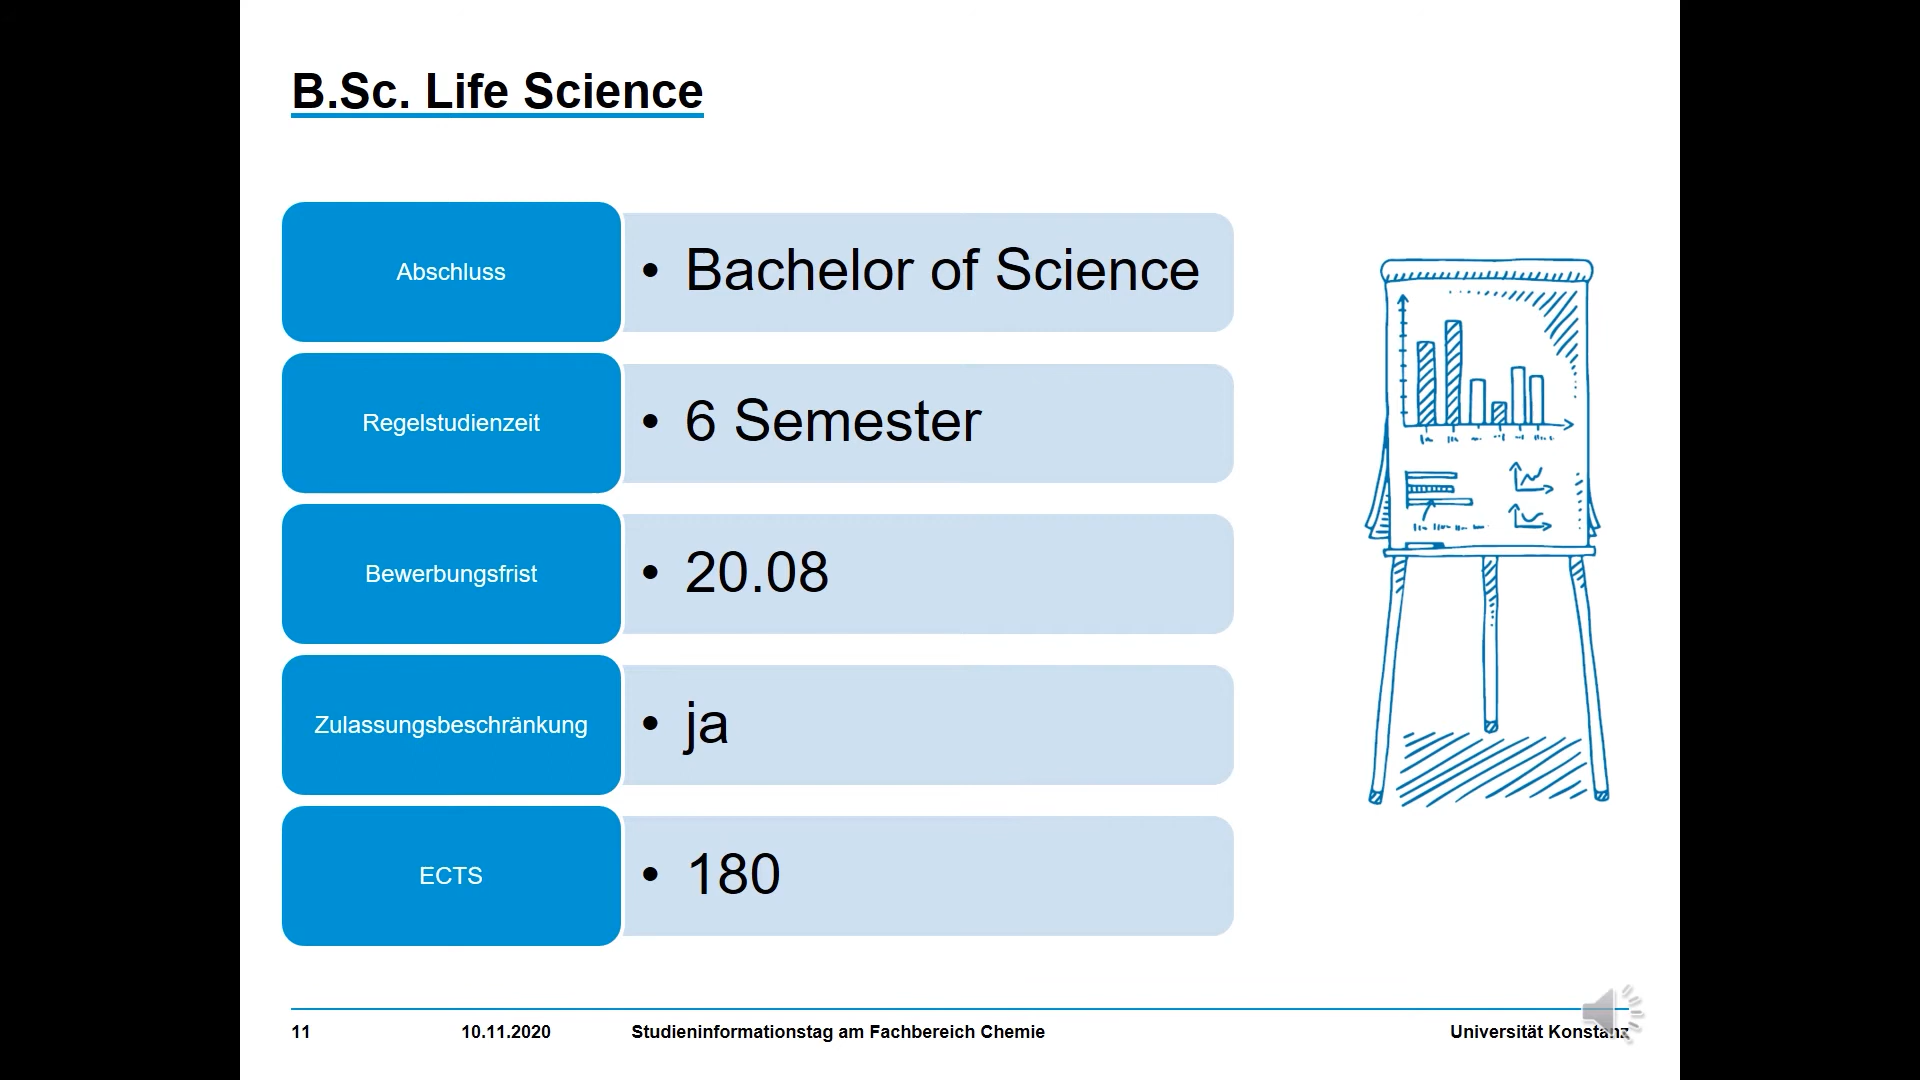 B.Sc. Life Science
Abschluss
• Bachelor of Science
Regelstudienzeit
• 6 Semester
Bewerbungsfrist
• 20.08
Zulassungsbeschränkung
• ja
ECTS
• 180
11 10.11.2020 Studieninformationstag am Fachbereich Chemie Universität Konstanz